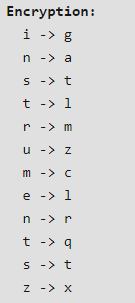 Encryption:
i -> g
n -> a
s -> t
t -> l
r -> m
u -> z
m -> c
e -> l
n -> r
t -> q
s -> t
z -> x